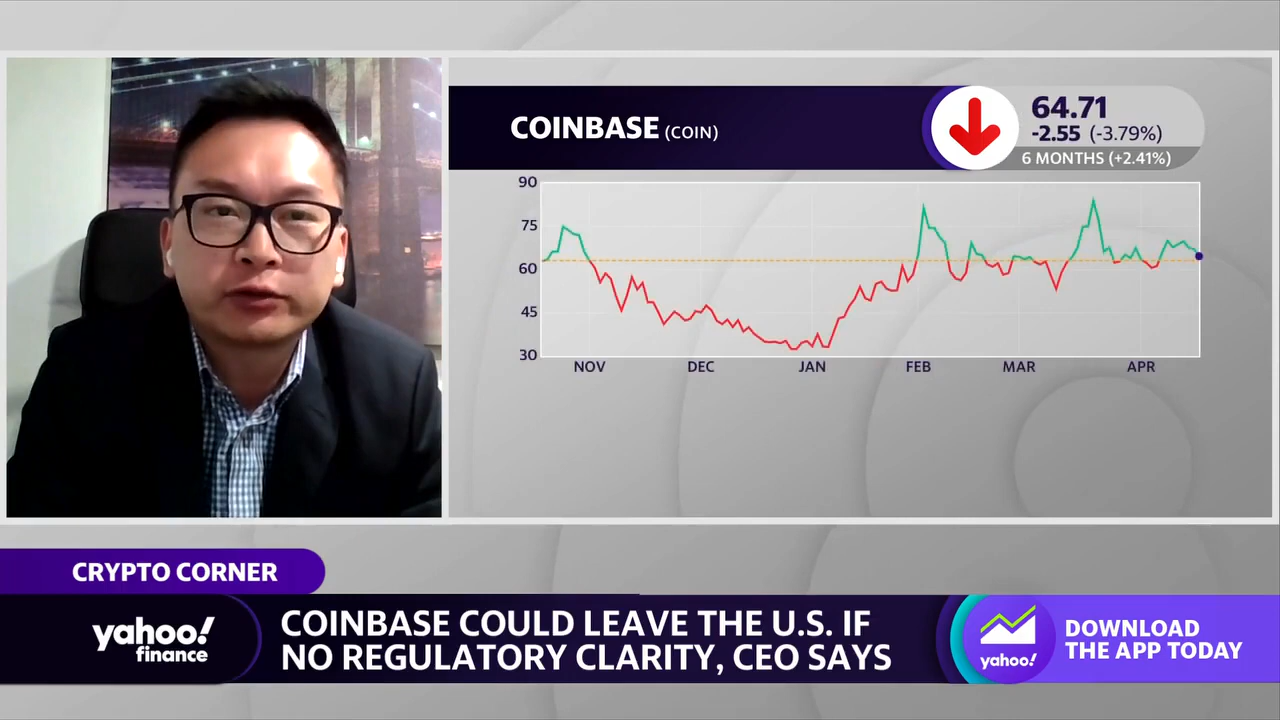 COINBASE (COIN)
64.71
-2.55 (-3.79%)
6 MONTHS (+2.41%)
90
75
60
45
30
NOV DEC JAN FEB MAR APR
CRYPTO CORNER
yahoo!
finance
COINBASE COULD LEAVE THE U.S. IF
NO REGULATORY CLARITY, CEO SAYS
yahoo!
DOWNLOAD
THE APP TODAY